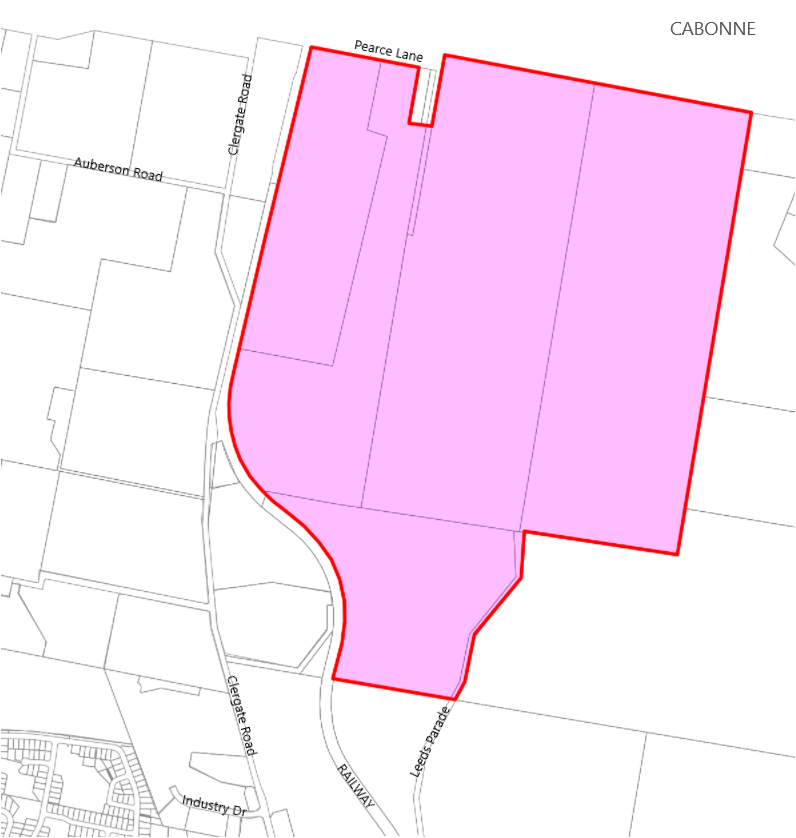 CABONNE
Pearce Lane
Clergate Road
Auberson Road
Clergate Road
Leeds Parade
RAILWAY
Industry Dr